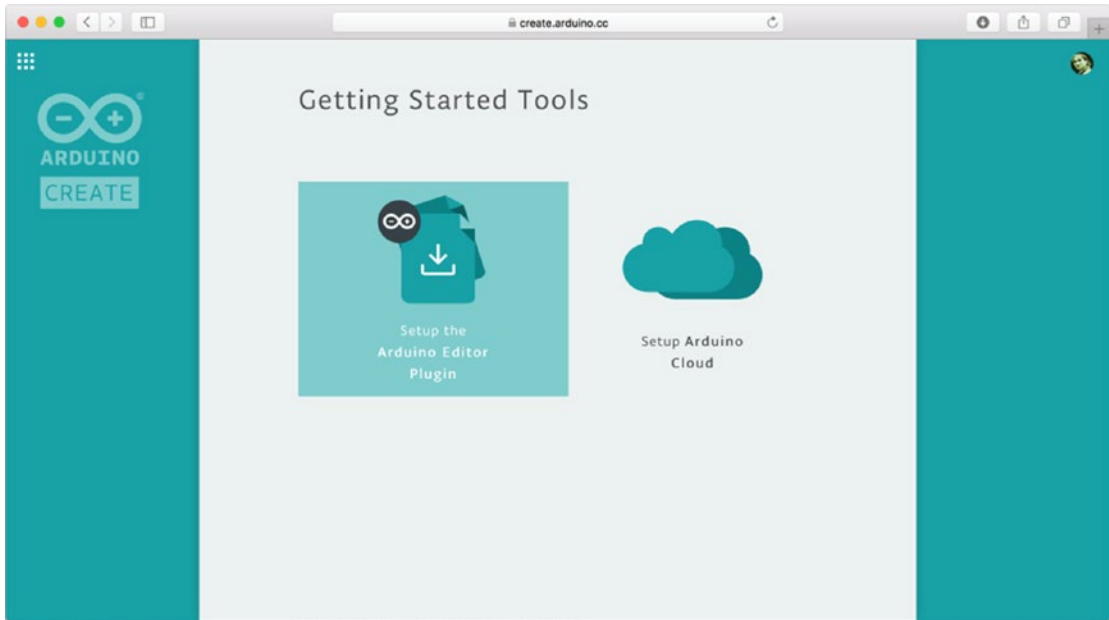 create.arduino.cc
ARDUINO
CREATE
Getting Started Tools
Setup the
Arduino Editor
Plugin
Setup Arduino
Cloud